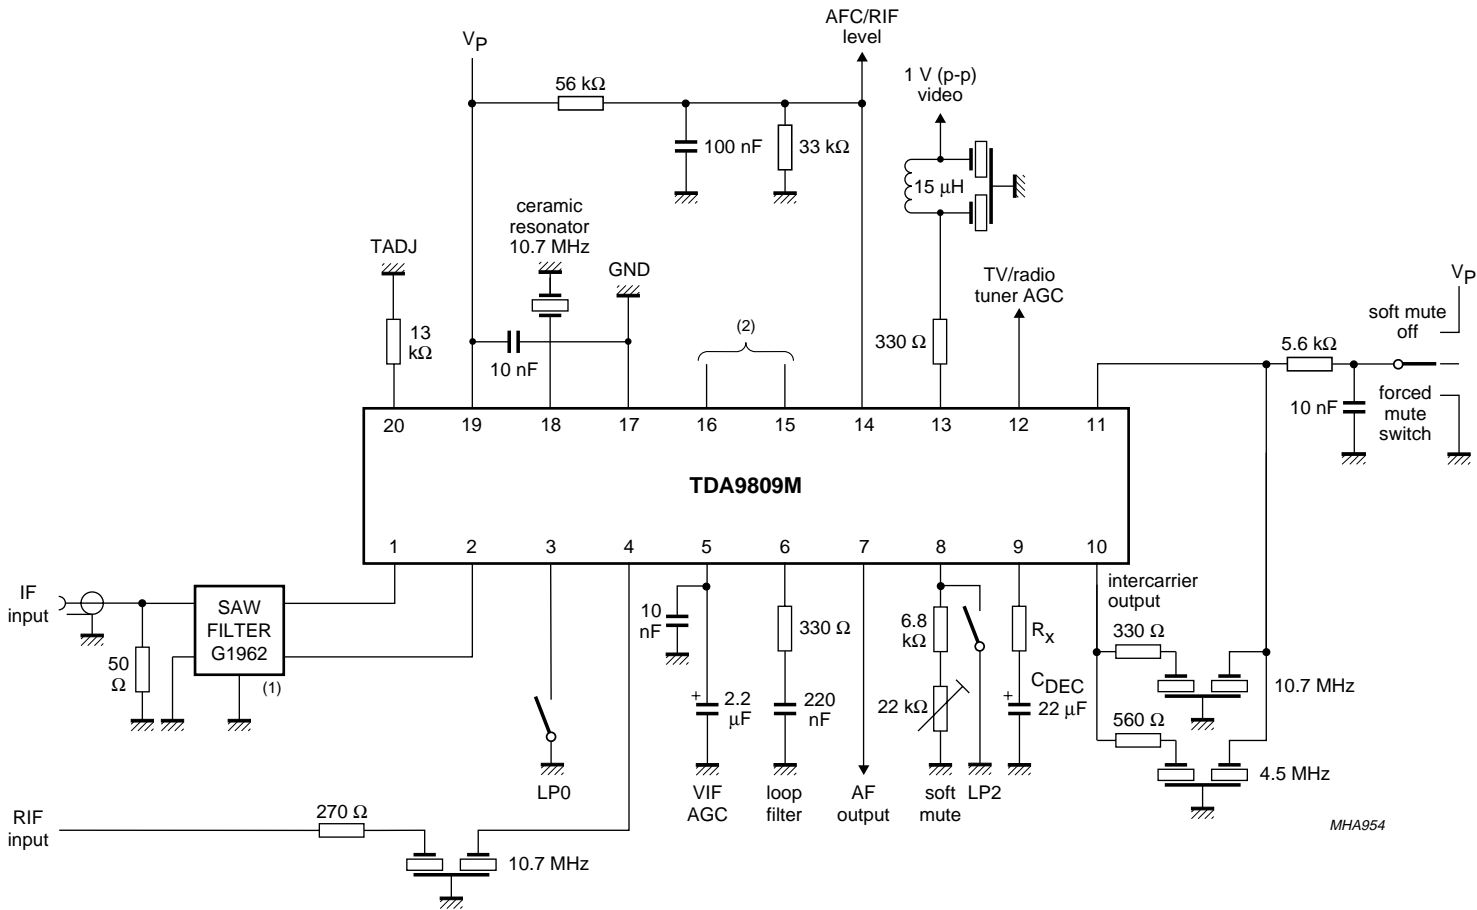 V_P
AFC/RIF
level
56 kΩ
1 V (p-p)
video
100 nF
33 kΩ
15 µH
ceramic
resonator
10.7 MHz
TADJ
GND
TV/radio
tuner AGC
V_P
soft mute
off
13
kΩ
10 nF
(2)
330 Ω
5.6 kΩ
10 nF
forced
mute
switch
20
19
18
17
16
15
14
13
12
11
TDA9809M
1
2
3
4
5
6
7
8
9
10
IF
input
SAW
FILTER
G1962
(1)
50
Ω
10
nF
330 Ω
6.8
kΩ
R_X
intercarrier
output
330 Ω
10.7 MHz
+
2.2
µF
220
nF
22 kΩ
C_DEC
+
22 µF
560 Ω
4.5 MHz
LP0
VIF
AGC
loop
filter
AF
output
soft
mute
LP2
RIF
input
270 Ω
10.7 MHz
MHA954